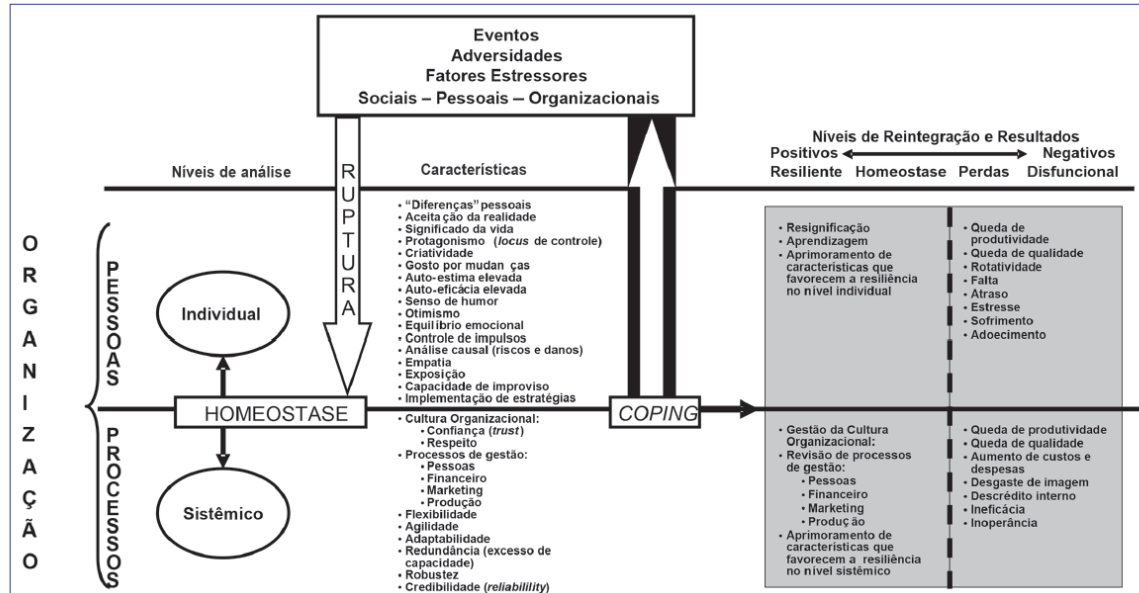 Eventos
Adversidades
Fatores Estressores
Sociais – Pessoais – Organizacionais
Níveis de Reintegração e Resultados
Positivos Negativos
Resiliente Homeostase Perdas Disfuncional
Níveis de análise
Características
RUPTURA
ORGANIZAÇÃO
PESSOAS
PROCESSOS
Individual
HOMEOSTASE
Sistêmico
• "Diferenças" pessoais
• Aceitação da realidade
• Significado da vida
• Protagonismo (locus de controle)
• Criatividade
• Gosto por mudan ças
• Auto-estima elevada
• Auto-eficácia elevada
• Senso de humor
• Otimismo
• Equilíbrio emocional
• Controle de impulsos
• Análise causal (riscos e danos)
• Empatia
• Exposição
• Capacidade de improviso
• Implementação de estratégias
• Cultura Organizacional:
• Confiança (trust)
• Respeito
• Processos de gestão:
• Pessoas
• Financeiro
• Marketing
• Produção
• Flexibilidade
• Agilidade
• Adaptabilidade
• Redundância (excesso de
capacidade)
• Robustez
• Credibilidade (reliabilility)
COPING
• Resignificação
• Aprendizagem
• Aprimoramento de
características que
favorecem a resiliência
no nível individual
• Queda de
produtividade
• Queda de qualidade
• Rotatividade
• Falta
• Atraso
• Estresse
• Sofrimento
• Adoecimento
• Gestão da Cultura
Organizacional:
• Revisão de processos
de gestão:
• Pessoas
• Financeiro
• Marketing
• Produção
• Aprimoramento de
características que
favorecem a resiliência
no nível sistêmico
• Queda de produtividade
• Queda de qualidade
• Aumento de custos e
despesas
• Desgaste de imagem
• Descrédito interno
• Ineficácia
• Inoperância